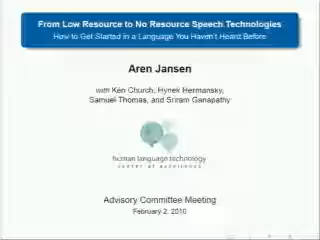 From Low Resource to No Resource Speech Technologies
How to Get Started in a Language You Haven't Heard Before
Aren Jansen
with Ken Church, Hynek Hermansky,
Samuel Thomas, and Sriram Ganapathy
human language technology
center of excellence
Advisory Committee Meeting
February 2, 2010